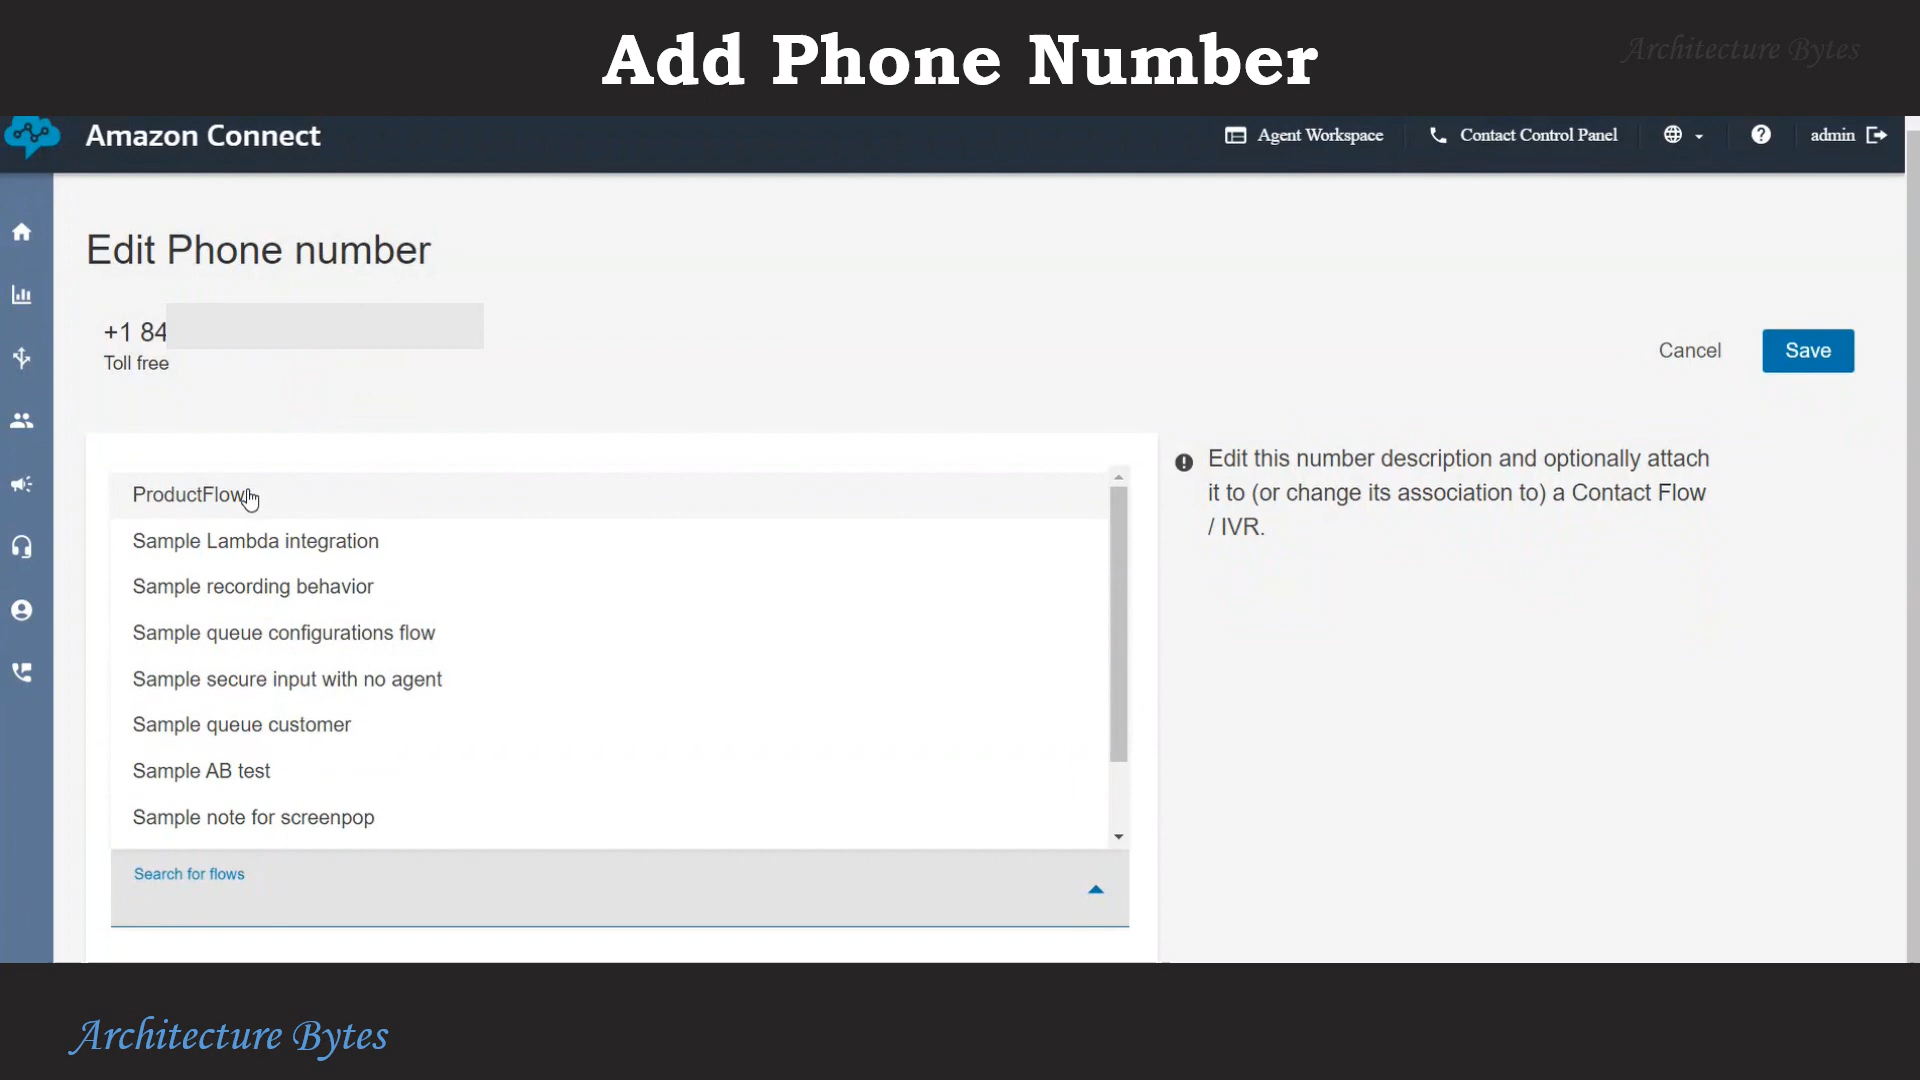 Add Phone Number
Architecture Bytes
Amazon Connect
Agent Workspace
Contact Control Panel
admin
Edit Phone number
+1 84
Toll free
Cancel
Save
ProductFlow
Sample Lambda integration
Sample recording behavior
Sample queue configurations flow
Sample secure input with no agent
Sample queue customer
Sample AB test
Sample note for screenpop
Search for flows
Edit this number description and optionally attach
it to (or change its association to) a Contact Flow
/ IVR.
Architecture Bytes